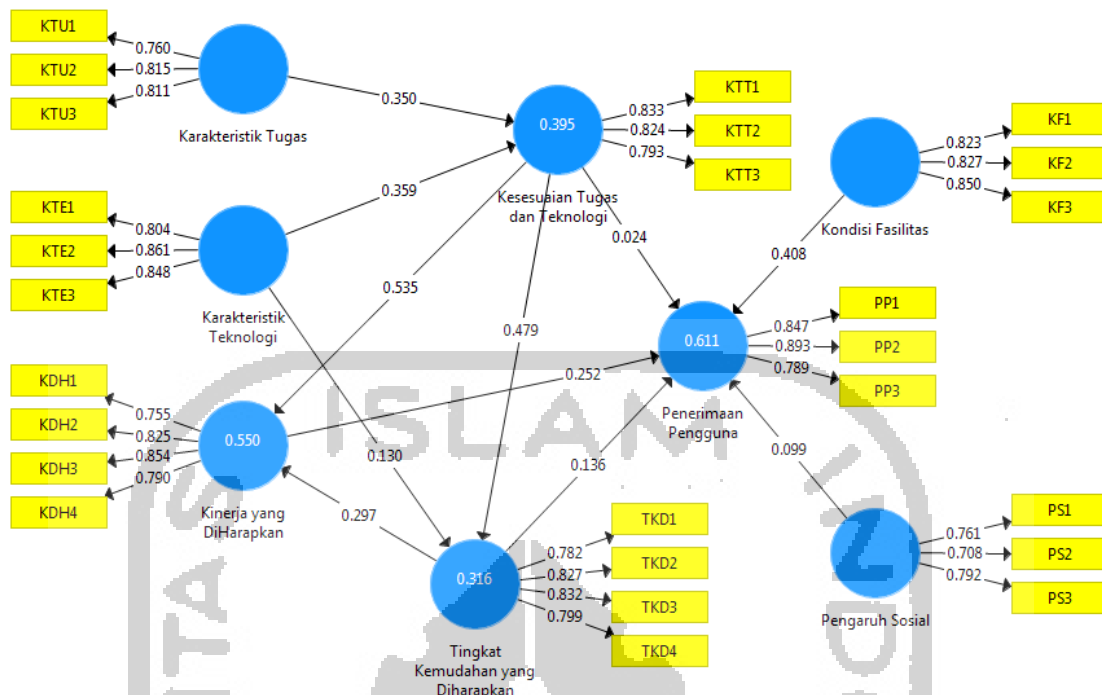 KTU1
KTU2
KTU3
0.760
0.815
0.811
Karakteristik Tugas
0.350
0.395
Kesesuaian Tugas
dan Teknologi
0.833
0.824
0.793
KTT1
KTT2
KTT3
Kondisi Fasilitas
0.823
0.827
0.850
KF1
KF2
KF3
KTE1
KTE2
KTE3
0.804
0.861
0.848
Karakteristik
Teknologi
0.359
0.024
0.408
0.535
0.479
0.611
Penerimaan
Pengguna
0.847
0.893
0.789
PP1
PP2
PP3
KDH1
KDH2
KDH3
KDH4
0.755
0.825
0.854
0.790
0.550
Kinerja yang
DiHarapkan
0.252
0.130
0.136
0.099
0.297
0.316
Tingkat
Kemudahan yang
Diharapkan
0.782
0.827
0.832
0.799
TKD1
TKD2
TKD3
TKD4
Pengaruh Sosial
0.761
0.708
0.792
PS1
PS2
PS3
ISLAM